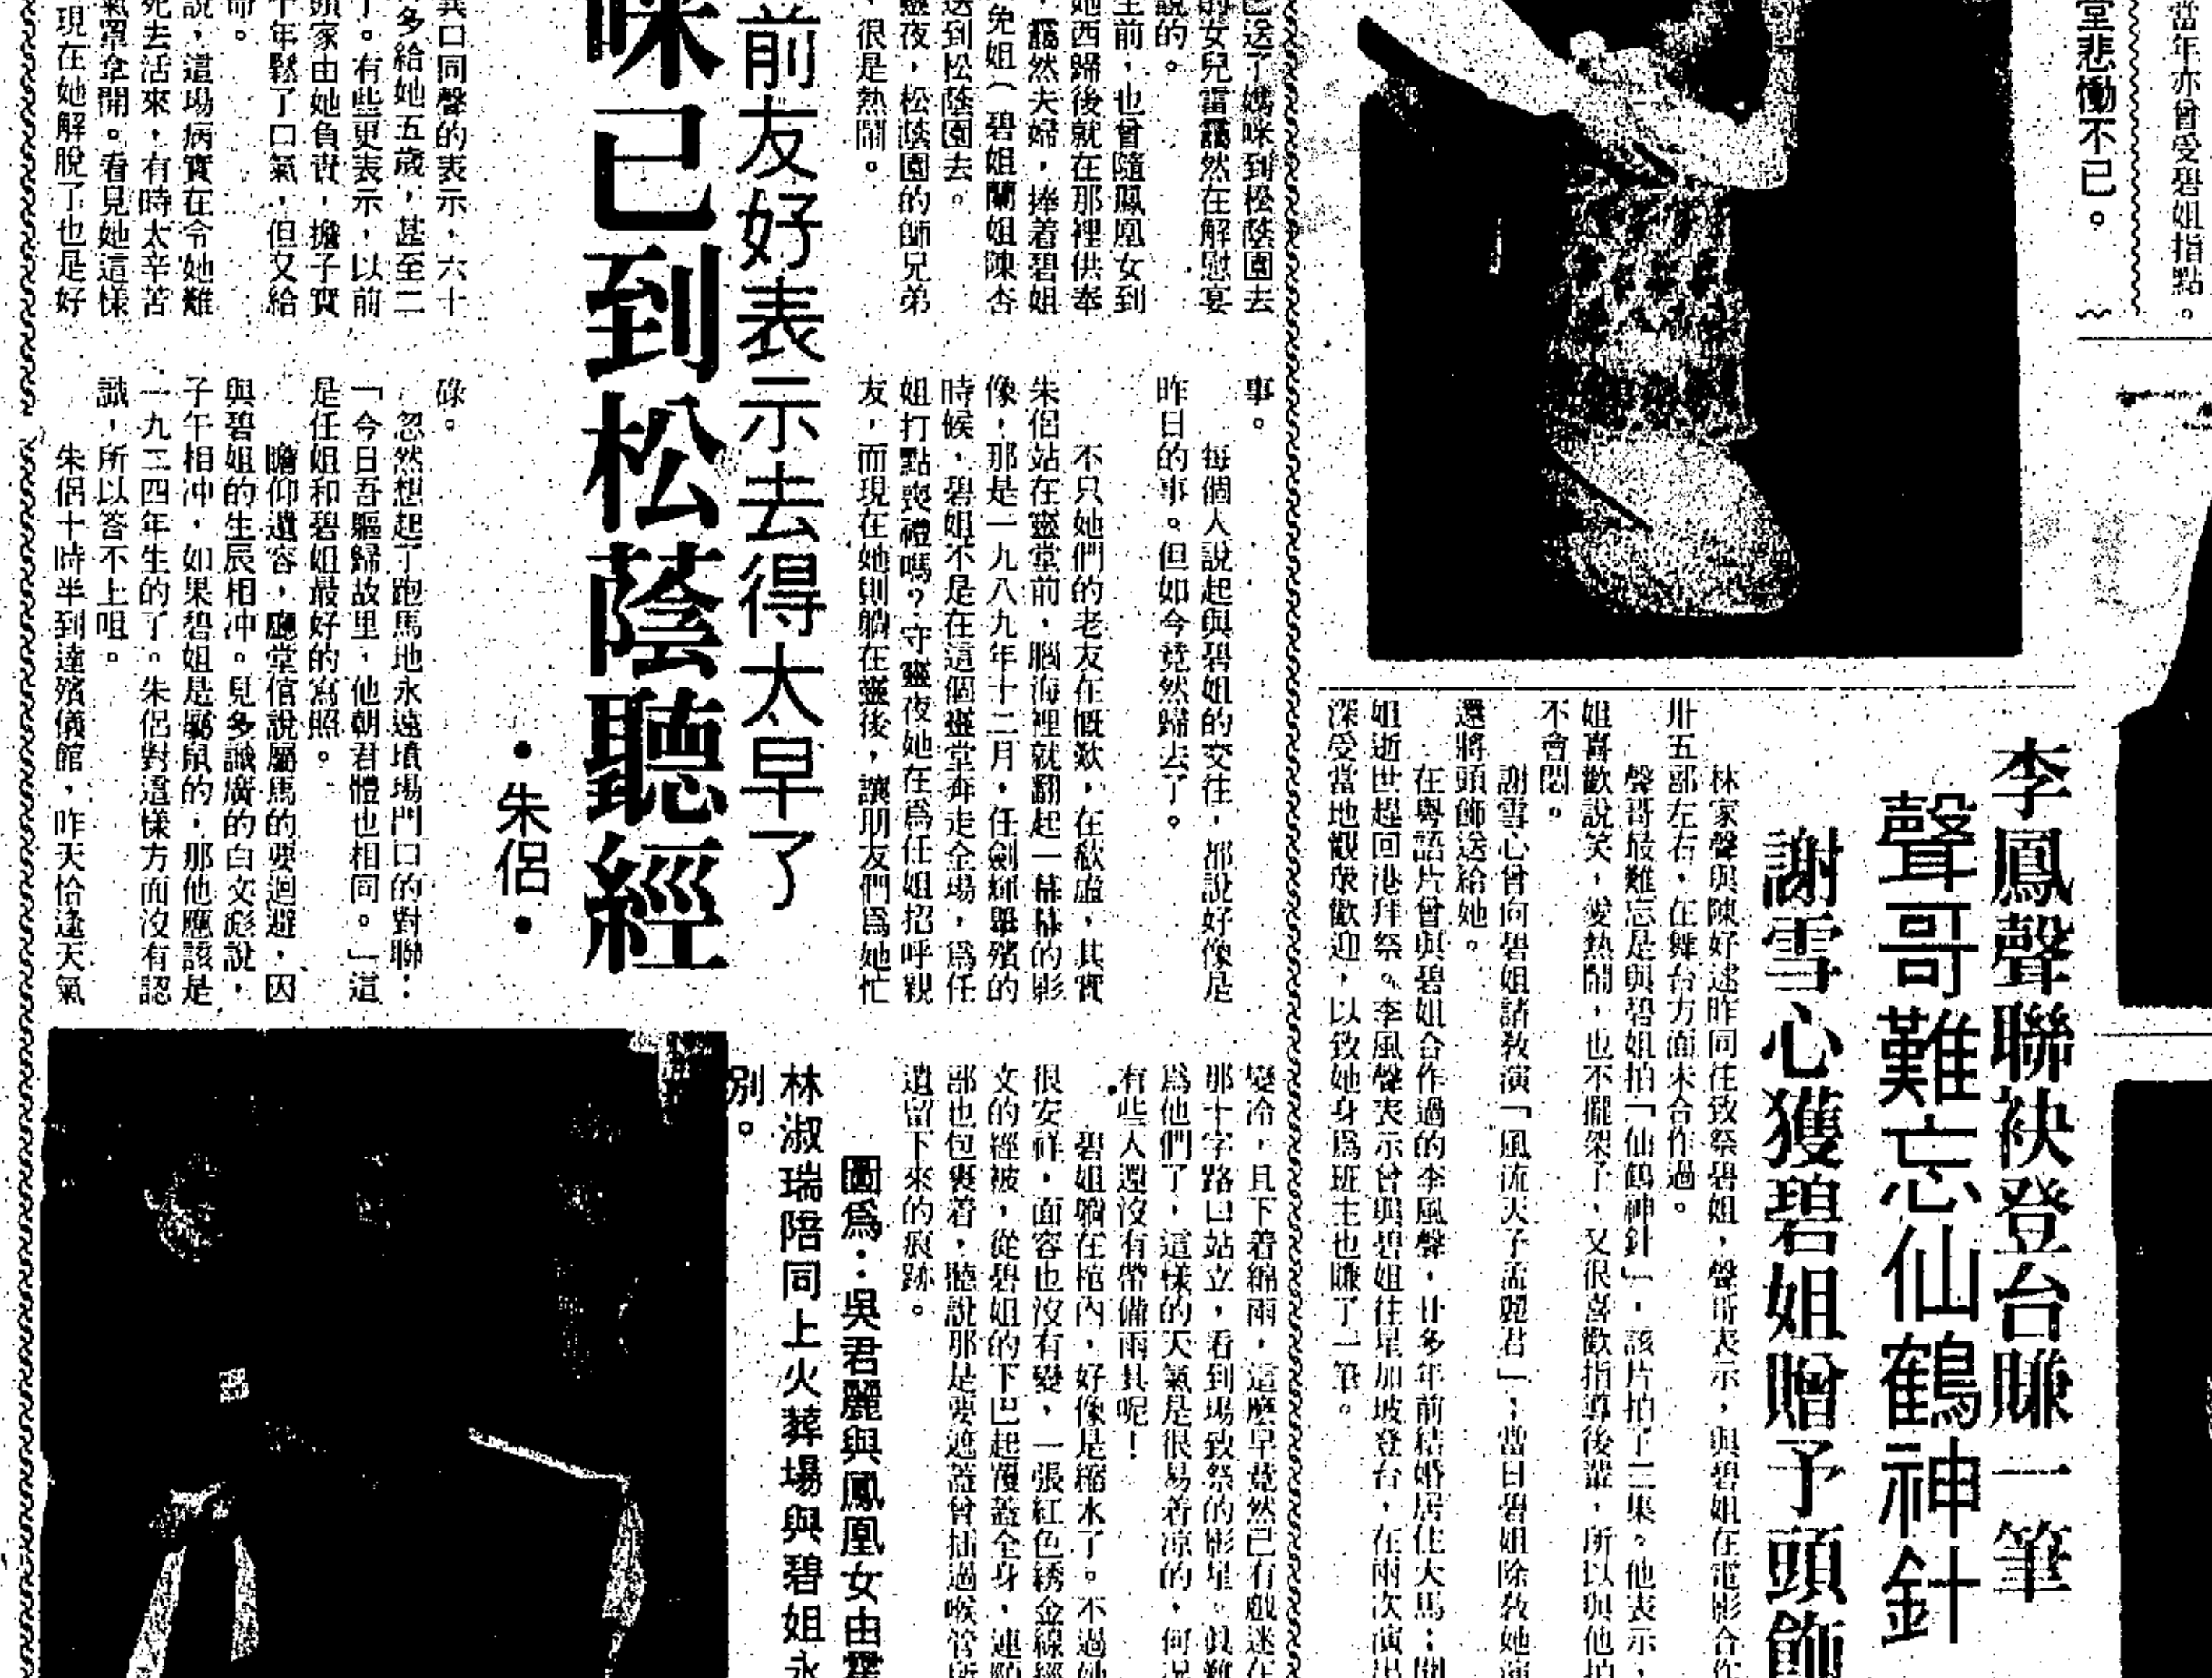 當年亦曾受碧姐指點。
堂悲慟不已。
李鳳聲聯袂登台賺一筆
聲哥難忘仙鶴神針
謝雪心獲碧姐贈予頭飾
林家聲與陳好逑昨同往致祭碧姐，聲哥表示，與碧姐在電影合作
卅五部左右，在舞台方面未合作過。
聲哥最難忘是與碧姐拍「仙鶴神針」，該片拍了三集。他表示，
姐喜歡說笑，愛熱鬧，也不擺架子，又很喜歡指導後輩，所以與他拍
不會悶。
謝雪心曾向碧姐請敎演「風流天子孟麗君」；當日碧姐除敎她演
還將頭飾送給她。
在粵語片曾與碧姐合作過的李風聲，廿多年前結婚居住大馬；聞
姐逝世趕回港拜祭。李風聲表示曾與碧姐往星加坡登台，在兩次演出
深受當地觀衆歡迎，以致她身爲班主也賺了一筆。
已送了媽咪到松蔭園去
的女兒雷靄然在解慰宴
說的。
生前，也曾隨鳳凰女到
她西歸後就在那裡供奉
，靄然夫婦，捧着碧姐
免姐（碧姐蘭姐陳杏
送到松蔭園去。
靈夜，松蔭園的師兄弟
，很是熱鬧。
事。
每個人說起與碧姐的交往，都說好像是
昨日的事。但如今竟然歸去了。
不只她們的老友在慨歎，在欷虛，其實
朱侶站在靈堂前，腦海裡就翻起一幕幕的影
像，那是一九八九年十二月，任劍輝舉殯的
時候，碧姐不是在這個靈堂奔走全場，爲任
姐打點喪禮嗎？守靈夜她在爲任姐招呼親
友，而現在她則躺在靈後，讓朋友們爲她忙
變冷，且下着綿雨，這麼早竟然已有戲迷在
那十字路口站立，看到場致祭的影星。眞難
爲他們了，這樣的天氣是很易着凉的，何況
有些人還沒有帶備雨具呢！
碧姐躺在棺內，好像是縮水了。不過她
很安祥，面容也沒有變，一張紅色綉金線經
文的經被，從碧姐的下巴起覆蓋全身，連頸
部也包裹着，聽說那是要遮蓋曾插過喉管所
遺留下來的痕跡。
前友好表示去得太早了
咪已到松蔭聽經
・朱侶・
異口同聲的表示，六十
多給她五歲，甚至二
了。有些更表示，以前
頭家由她負責，擔子實
十年鬆了口氣，但又給
命。
說，這場病實在令她難
死去活來，有時太辛苦
氣罩拿開。看見她這樣
現在她解脫了也是好
碌。
忽然想起了跑馬地永遠墳場門口的對聯：
「今日吾軀歸故里，他朝君體也相同。」這
是任姐和碧姐最好的寫照。
瞻仰遺容，廳堂倌說屬馬的要迴避，因
與碧姐的生辰相冲。見多識廣的白文彪說，
子午相冲，如果碧姐是屬鼠的，那他應該是
一九二四年生的了。朱侶對這樣方面沒有認
識，所以答不上咀。
朱侶十時半到達殯儀館，昨天恰逢天氣
圖爲：吳君麗與鳳凰女由
林淑瑞陪同上火葬場與碧姐永
別。